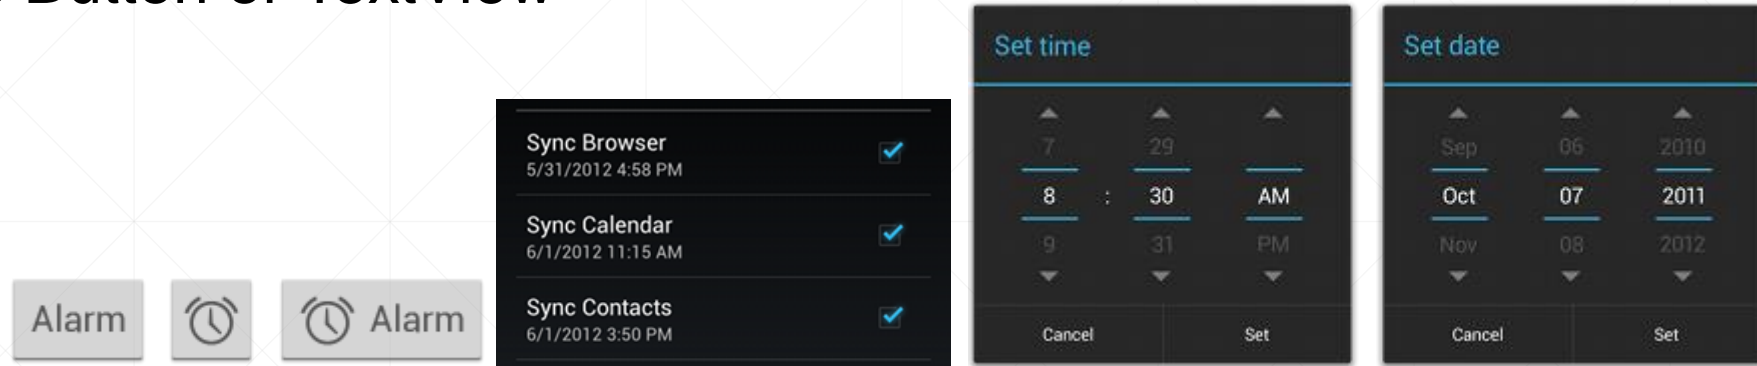 Button or TextView
Alarm
Alarm
Sync Browser
5/31/2012 4:58 PM
Sync Calendar
6/1/2012 11:15 AM
Sync Contacts
6/1/2012 3:50 PM
Set time
7 29
8 : 30 AM
9 31 PM
Cancel Set
Set date
Sep 06 2010
Oct 07 2011
Nov 08 2012
Cancel Set